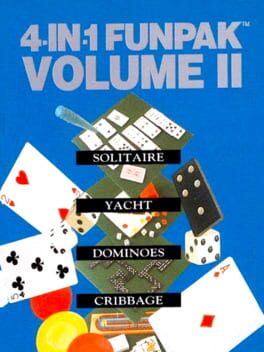 4-IN-1 FUNPAK™
VOLUME II
SOLITAIRE
YACHT
DOMINOES
CRIBBAGE